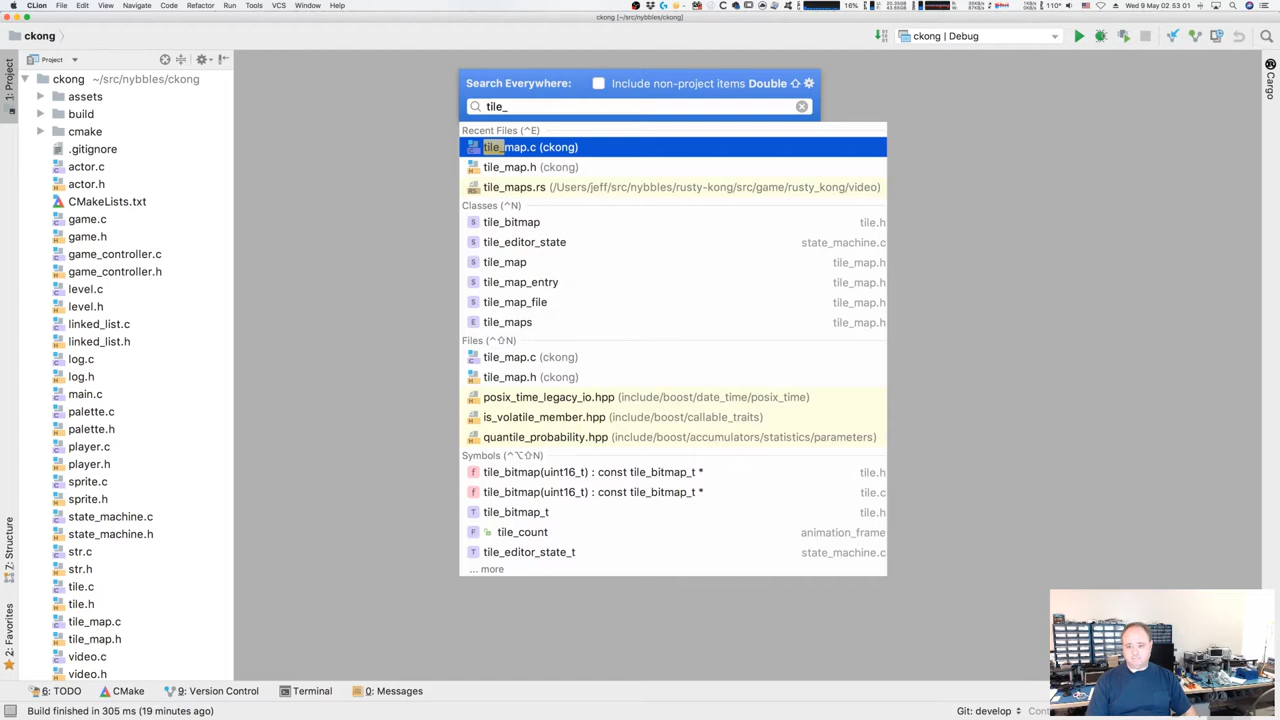 CLion File Edit View Navigate Code Refactor Run Tools VCS Window Help 16% 110° Wed 9 May 02 53 01
ckong [~/src/nybbles/ckong]
ckong
ckong | Debug
1: Project
Project
Search Everywhere: Include non-project items Double
tile_
ckong ~/src/nybbles/ckong
assets
build
cmake
.gitignore
actor.c
actor.h
CMakeLists.txt
game.c
game.h
game_controller.c
game_controller.h
level.c
level.h
linked_list.c
linked_list.h
log.c
log.h
main.c
palette.c
palette.h
player.c
player.h
sprite.c
sprite.h
state_machine.c
state_machine.h
str.c
str.h
tile.c
tile.h
tile_map.c
tile_map.h
video.c
video.h
Recent Files (^E)
tile_map.c (ckong)
tile_map.h (ckong)
tile_maps.rs (/Users/jeff/src/nybbles/rusty-kong/src/game/rusty_kong/video)
Classes (^N)
tile_bitmap tile.h
tile_editor_state state_machine.c
tile_map tile_map.h
tile_map_entry tile_map.h
tile_map_file tile_map.h
tile_maps tile_map.h
Files (^⇧N)
tile_map.c (ckong)
tile_map.h (ckong)
posix_time_legacy_io.hpp (include/boost/date_time/posix_time)
is_volatile_member.hpp (include/boost/callable_traits)
quantile_probability.hpp (include/boost/accumulators/statistics/parameters)
Symbols (^⌥⇧N)
tile_bitmap(uint16_t) : const tile_bitmap_t * tile.h
tile_bitmap(uint16_t) : const tile_bitmap_t * tile.c
tile_bitmap_t tile.h
tile_count animation_frame
tile_editor_state_t state_machine.c
... more
Cargo
7: Structure
2: Favorites
6: TODO CMake 9: Version Control Terminal 0: Messages
Build finished in 305 ms (19 minutes ago) Git: develop